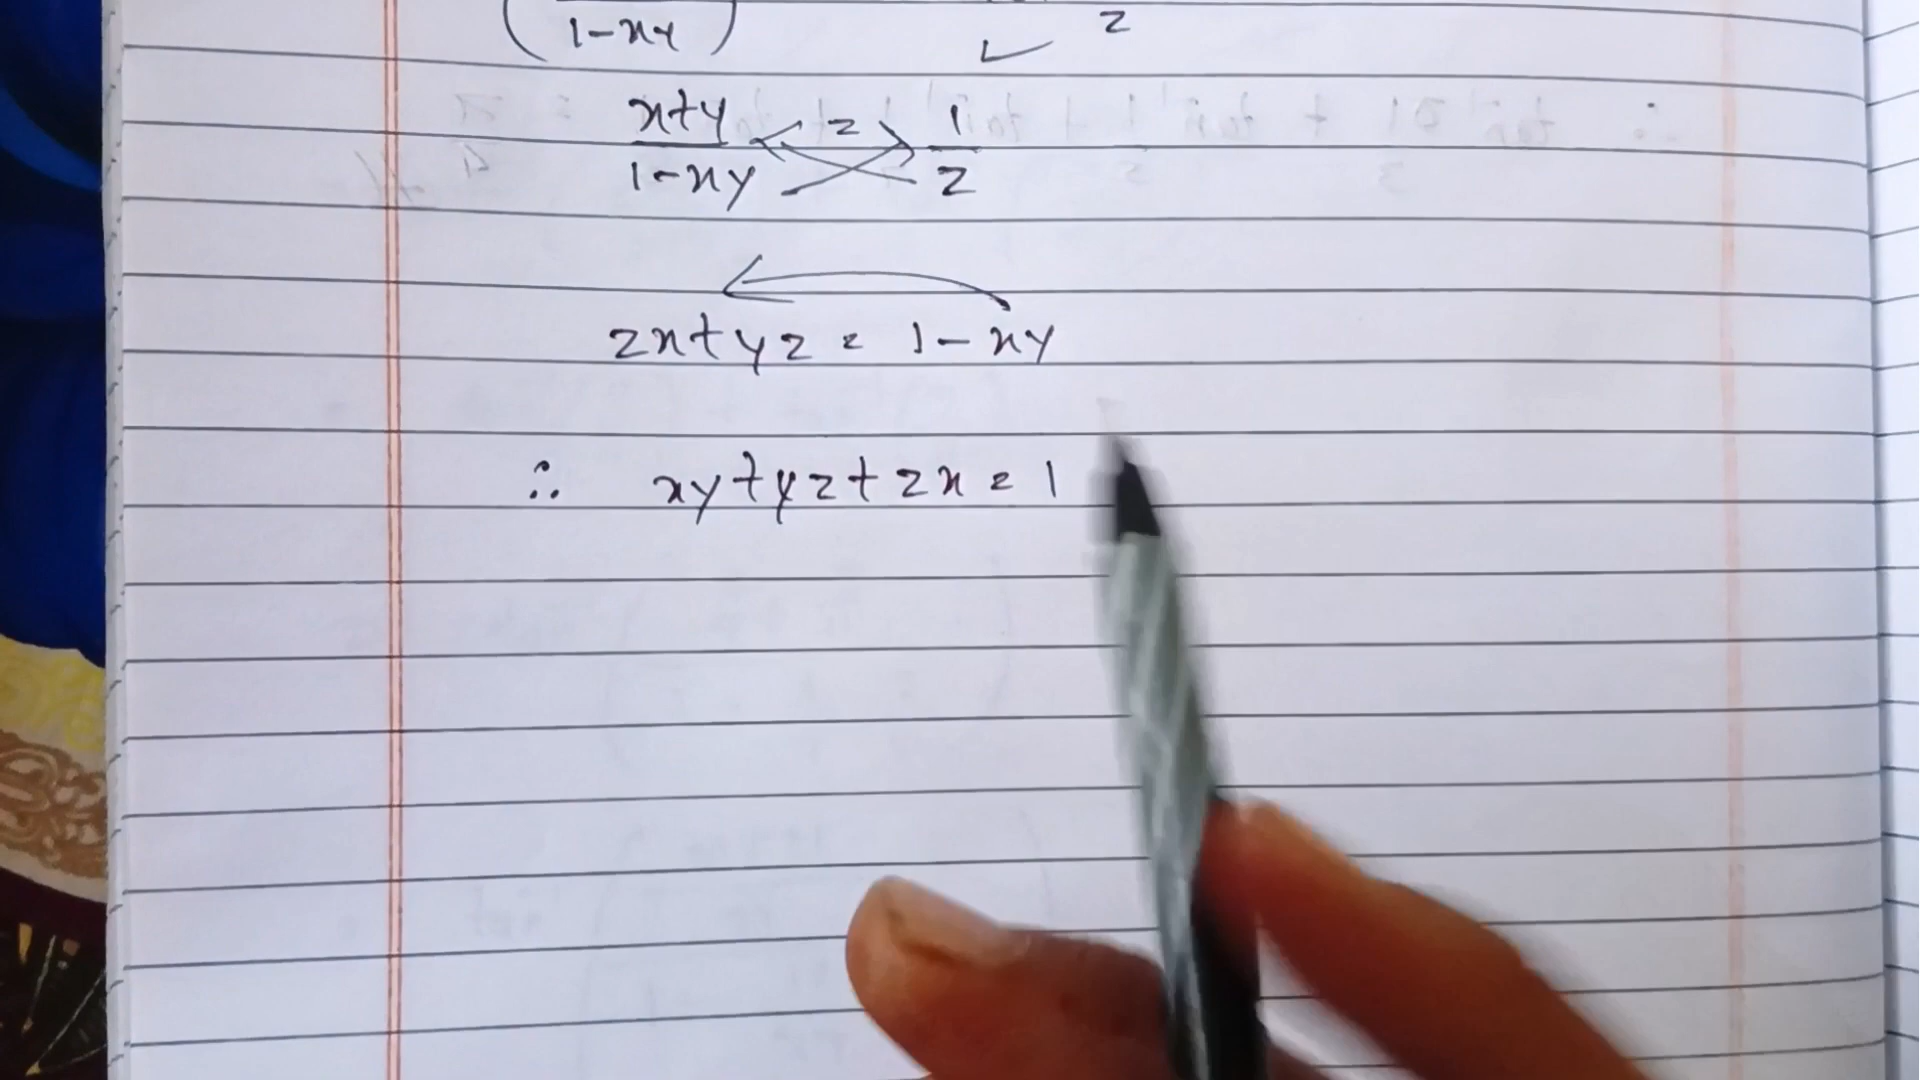 (1-xy) z
x+y/1-xy = 1/z
zx+yz = 1-xy
∴ xy+yz+zx = 1